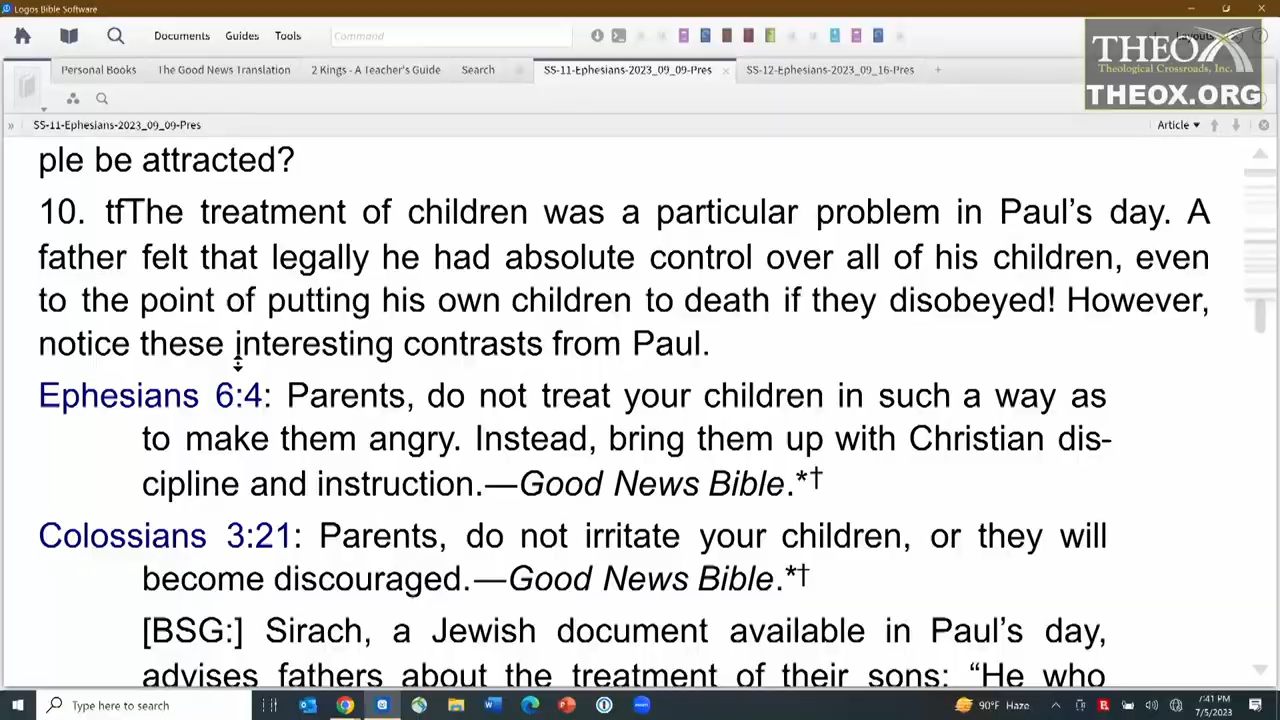 Logos Bible Software
Documents Guides Tools Command
THEOX
Theological Crossroads, Inc.
THEOX.ORG
Personal Books The Good News Translation 2 Kings - A Teacher's SS-11-Ephesians-2023_09_09-Pres SS-12-Ephesians-2023_09_16-Pres
SS-11-Ephesians-2023_09_09-Pres Article
ple be attracted?
10. tfThe treatment of children was a particular problem in Paul's day. A
father felt that legally he had absolute control over all of his children, even
to the point of putting his own children to death if they disobeyed! However,
notice these interesting contrasts from Paul.
Ephesians 6:4: Parents, do not treat your children in such a way as
to make them angry. Instead, bring them up with Christian dis-
cipline and instruction.—Good News Bible.*†
Colossians 3:21: Parents, do not irritate your children, or they will
become discouraged.—Good News Bible.*†
[BSG:] Sirach, a Jewish document available in Paul's day,
advises fathers about the treatment of their sons: “He who
Type here to search 90°F Haze 7:41 PM
7/5/2023